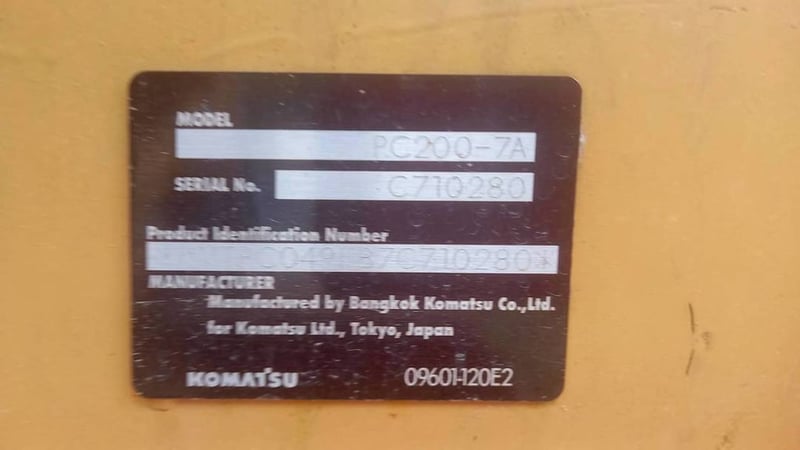 MODEL
PC200-7A
SERIAL No.
C710280
Product Identification Number
MANUFACTURER
Manufactured by Bangkok Komatsu Co.,Ltd.
for Komatsu Ltd., Tokyo, Japan
KOMATSU
09601-120E2